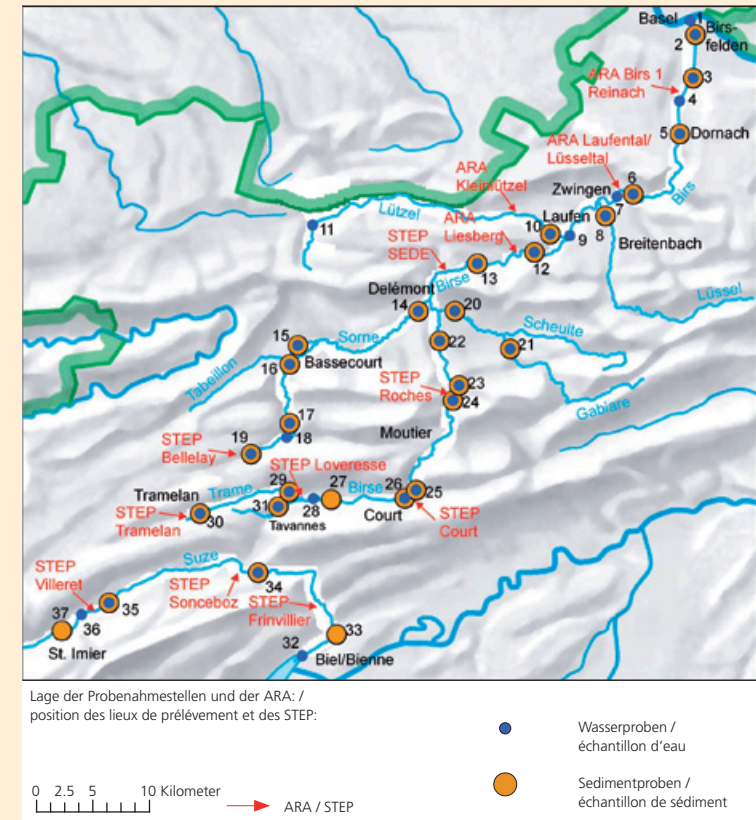 Basel 1
2 Birs-
felden
3
ARA Birs 1
Reinach
4
5 Dornach
ARA Laufental/
Lüsseltal
ARA
Kleinlützel
Zwingen 6
Birs
7
Lützel
ARA
Liesberg
Laufen
11
10
9
8
Breitenbach
STEP
SEDE
12
13
Birse
Lüssel
Delémont
14
20
Scheulte
15
Sorne
22
21
16
Bassecourt
Tabeillon
STEP
Roches
23
24
Gabiare
17
18
Moutier
STEP
Bellelay
19
STEP Loveresse
29
27
Birse
26
25
Tramelan
Trame
31
28
Court
STEP
Tramelan
30
Tavannes
STEP
Court
Suze
STEP
Villeret
STEP
Sonceboz
34
STEP
Frinvillier
35
37
36
33
St. Imier
32
Biel/Bienne
Lage der Probenahmestellen und der ARA: /
position des lieux de prélévement et des STEP:
Wasserproben /
échantillon d'eau
0 2.5 5 10 Kilometer
ARA / STEP
Sedimentproben /
échantillon de sédiment